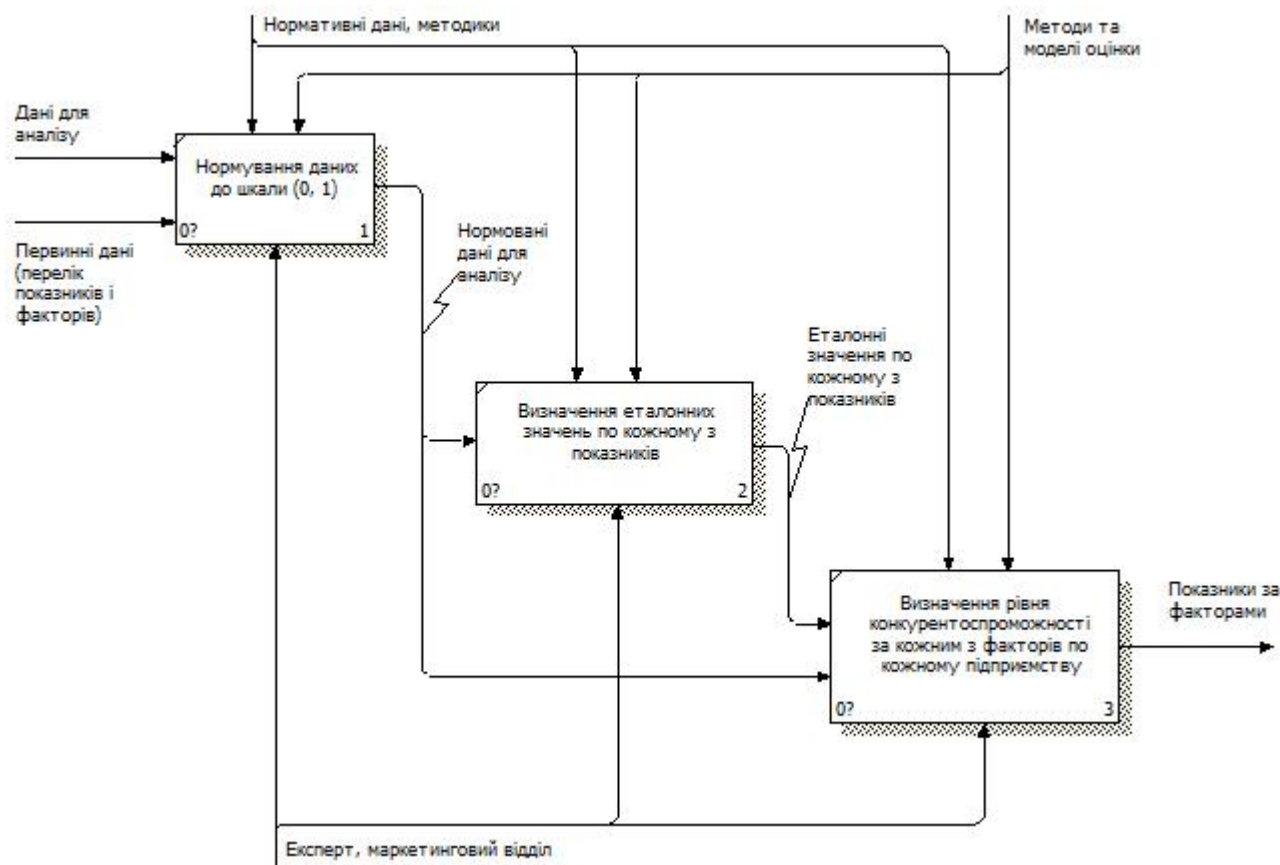 Нормативні дані, методики
Методи та
моделі оцінки
Дані для
аналізу
Нормування даних
до шкали (0, 1)
0?
1
Первинні дані
(перелік
показників і
факторів)
Нормовані
дані для
аналізу
Еталонні
значення по
кожному з
показників
Визначення еталонних
значень по кожному з
показників
0?
2
Визначення рівня
конкурентоспроможності
за кожним з факторів по
кожному підприємству
0?
3
Показники за
факторами
Експерт, маркетинговий відділ